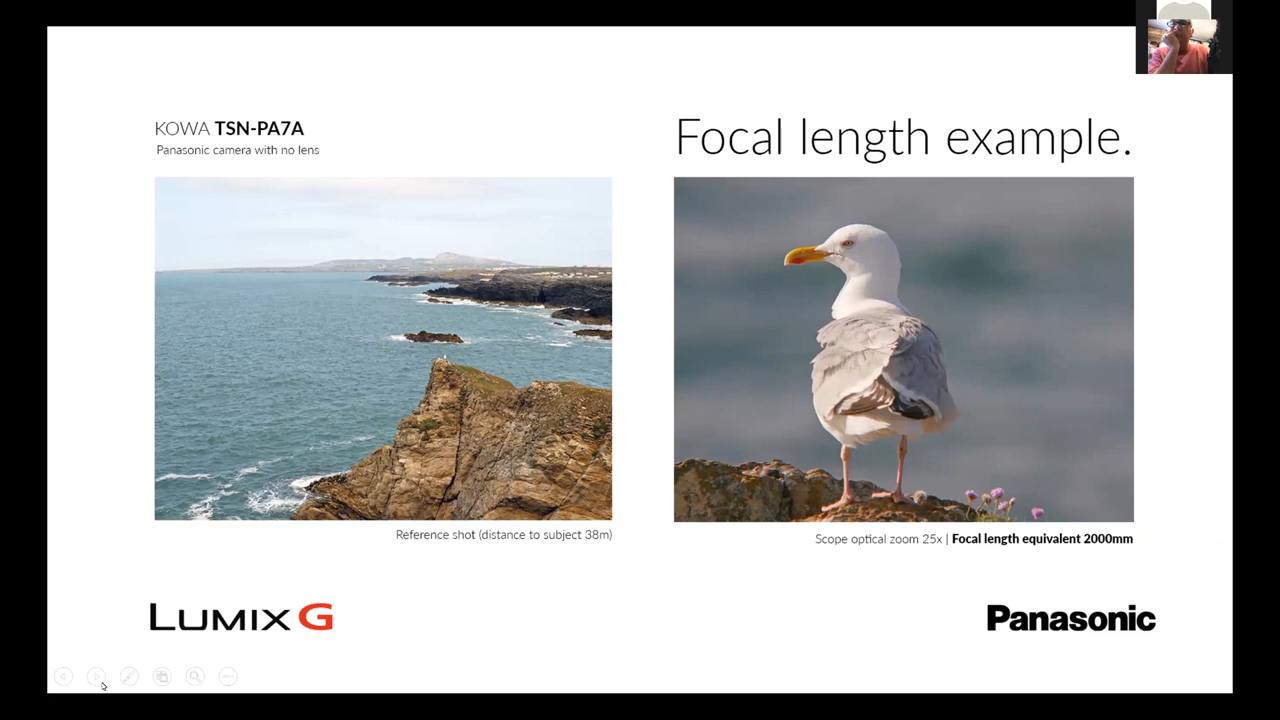 KOWA TSN-PA7A
Panasonic camera with no lens
Focal length example.
Reference shot (distance to subject 38m)
Scope optical zoom 25x | Focal length equivalent 2000mm
LUMIX G
Panasonic